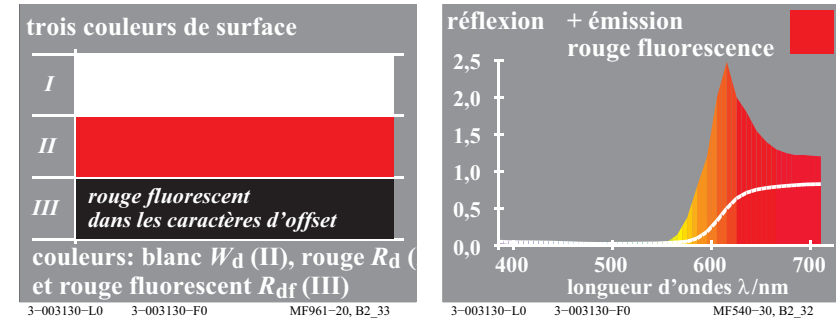 trois couleurs de surface
I
II
III
rouge fluorescent
dans les caractères d'offset
couleurs: blanc Wd (II), rouge Rd (
et rouge fluorescent Rdf (III)
3-003130-L0 3-003130-F0 MF961-20, B2_33
réflexion + émission
rouge fluorescence
2,5
2,0
1,5
1,0
0,5
0,0
400 500 600 700
longueur d'ondes λ/nm
3-003130-L0 3-003130-F0 MF540-30, B2_32